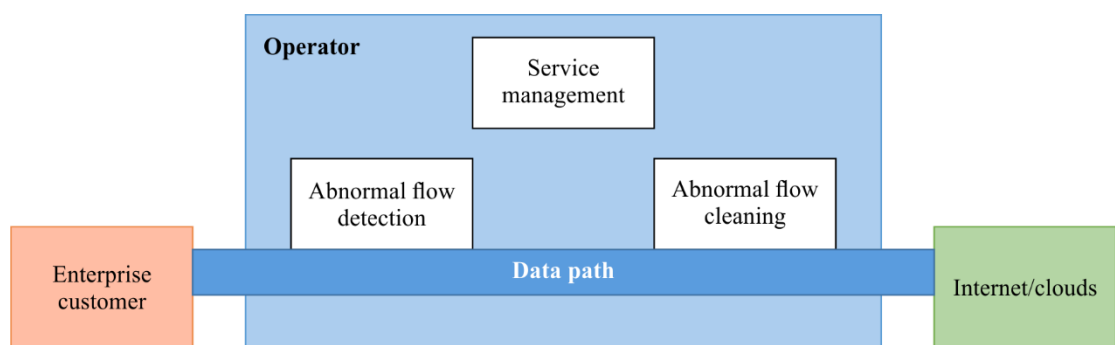 Operator
Service
management
Abnormal flow
detection
Abnormal flow
cleaning
Enterprise
customer
Data path
Internet/clouds